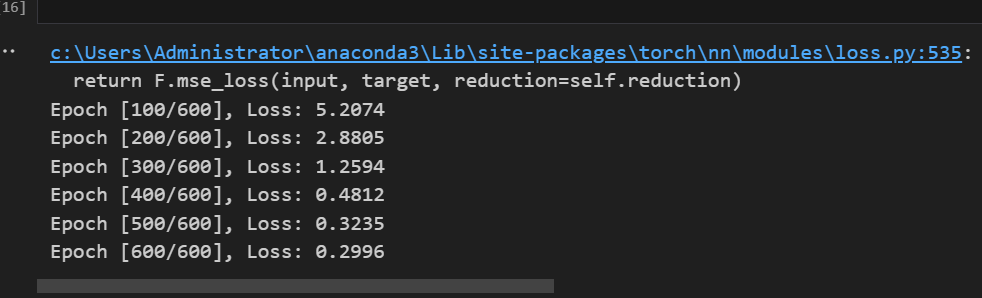 [16]
··
c:\Users\Administrator\anaconda3\Lib\site-packages\torch\nn\modules\loss.py:535:
  return F.mse_loss(input, target, reduction=self.reduction)
Epoch [100/600], Loss: 5.2074
Epoch [200/600], Loss: 2.8805
Epoch [300/600], Loss: 1.2594
Epoch [400/600], Loss: 0.4812
Epoch [500/600], Loss: 0.3235
Epoch [600/600], Loss: 0.2996